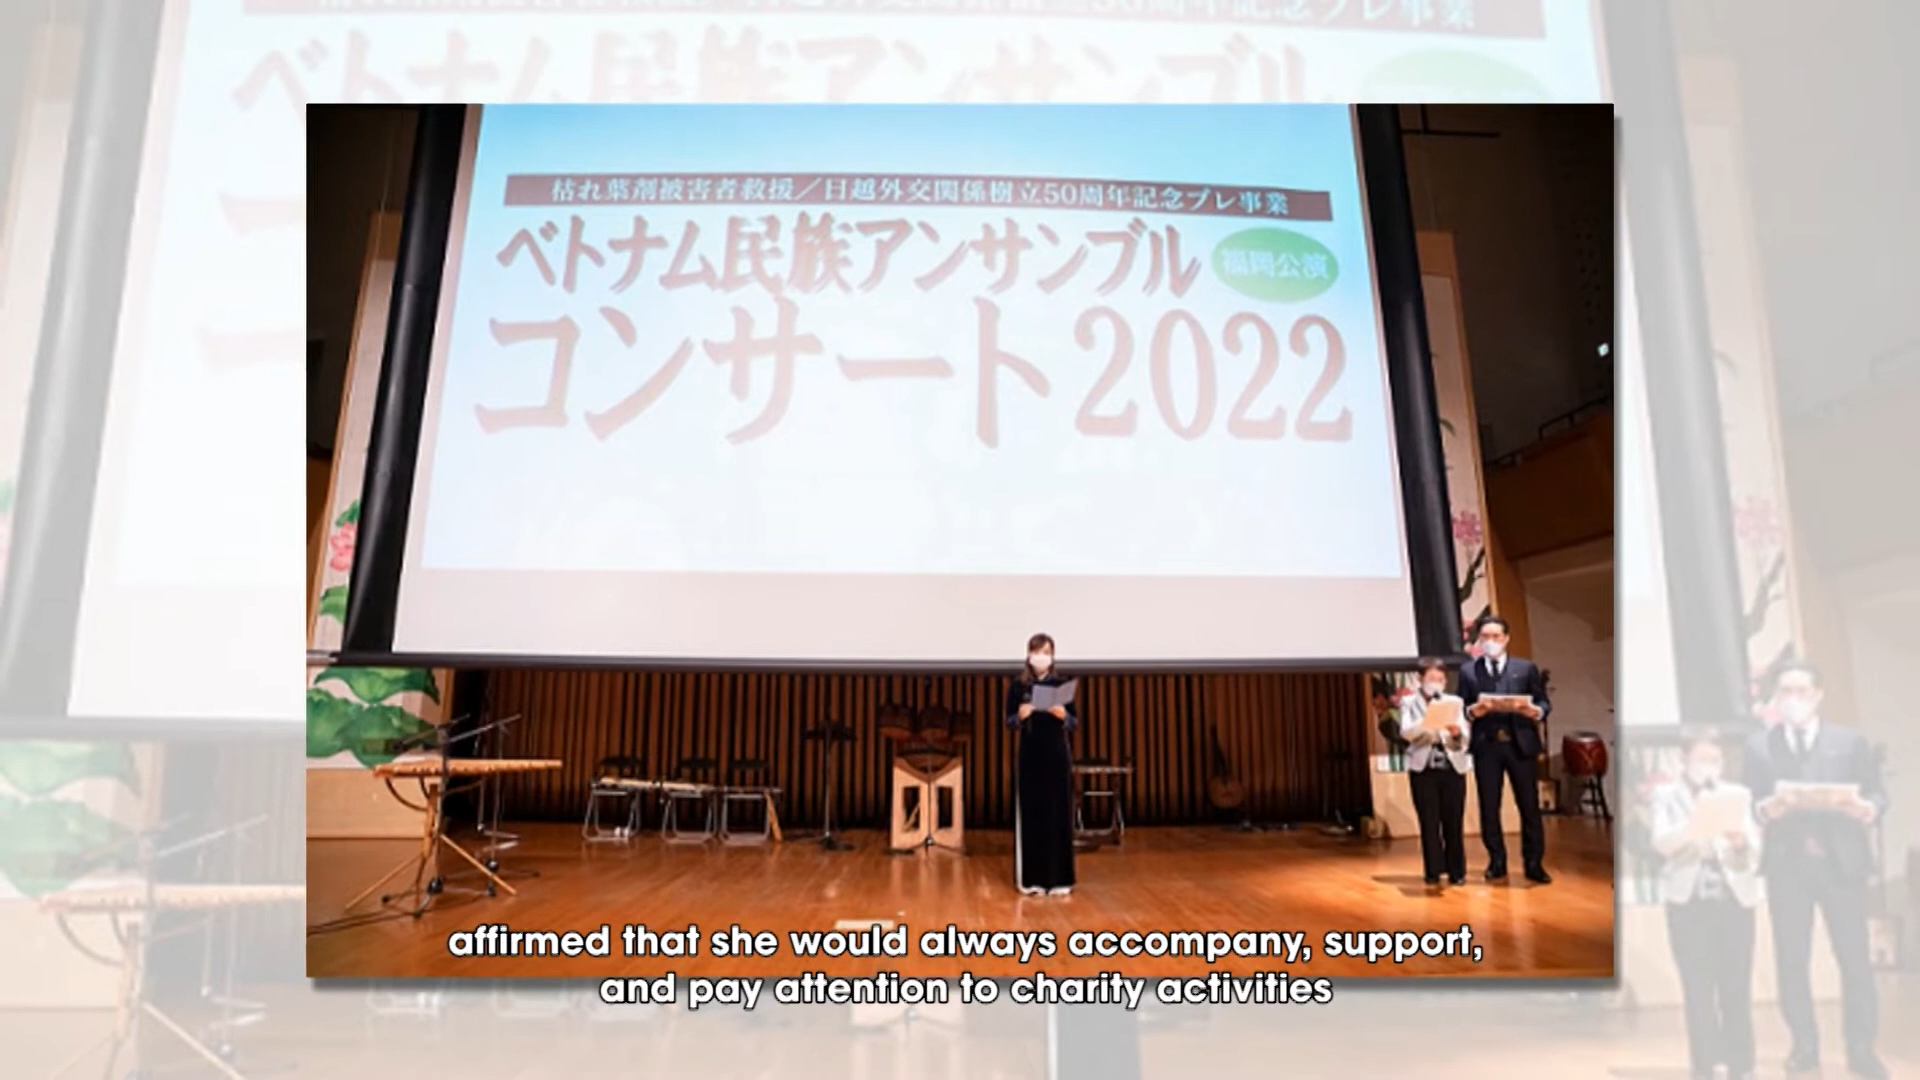 枯れ葉剤被害者救援／日越外交関係樹立50周年記念プレ事業
ベトナム民族アンサンブル
福岡公演
コンサート2022
affirmed that she would always accompany, support,
and pay attention to charity activities